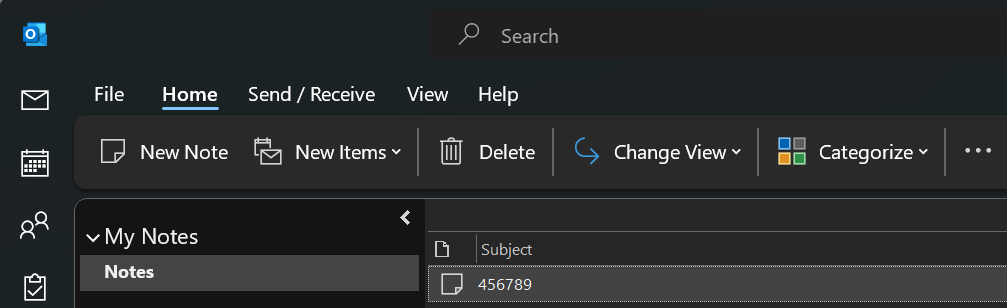 Search
File Home Send / Receive View Help
New Note New Items Delete Change View Categorize
My Notes
Notes
Subject
456789